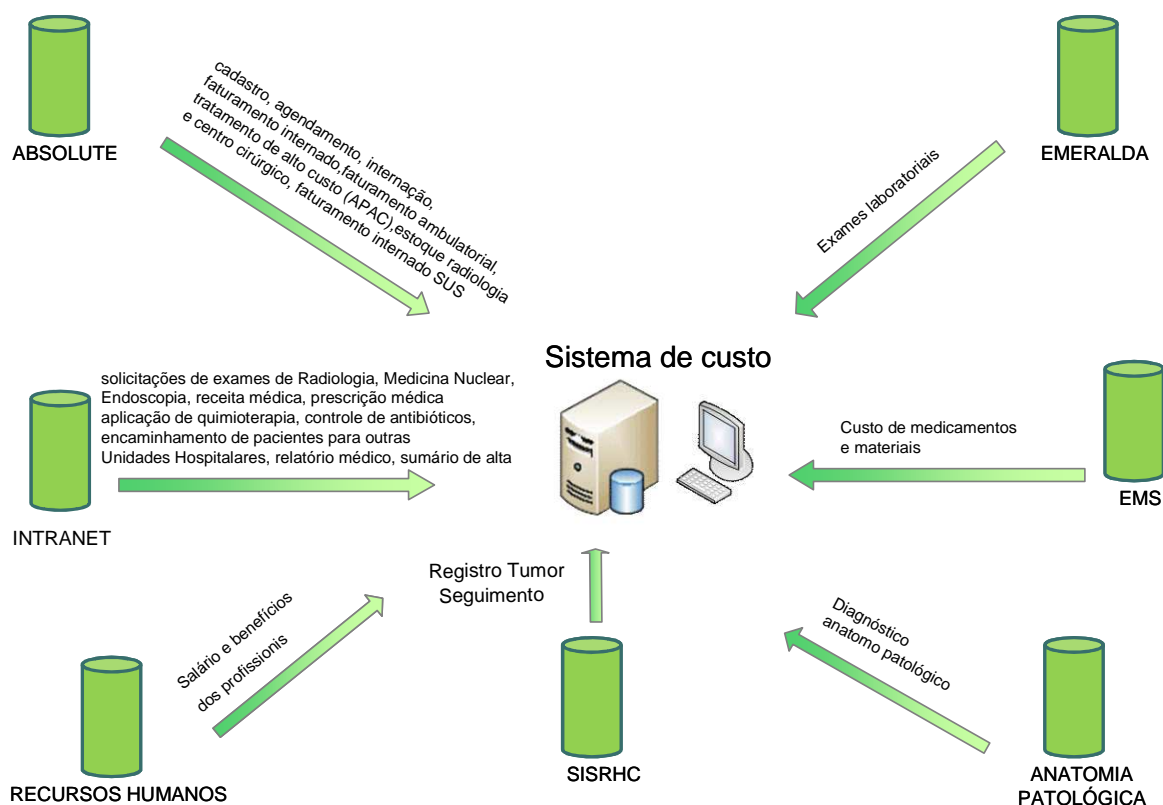 cadastro, agendamento, internação,
faturamento internado,faturamento ambulatorial,
tratamento de alto custo (APAC),estoque radiologia
e centro cirúrgico, faturamento internado SUS
ABSOLUTE
EMERALDA
Exames laboratoriais
Sistema de custo
solicitações de exames de Radiologia, Medicina Nuclear,
Endoscopia, receita médica, prescrição médica
aplicação de quimioterapia, controle de antibióticos,
encaminhamento de pacientes para outras
Unidades Hospitalares, relatório médico, sumário de alta
INTRANET
Custo de medicamentos
e materiais
EMS
Registro Tumor
Seguimento
Salário e benefícios
dos profissionis
Diagnóstico
anatomo patológico
RECURSOS HUMANOS
SISRHC
ANATOMIA
PATOLÓGICA